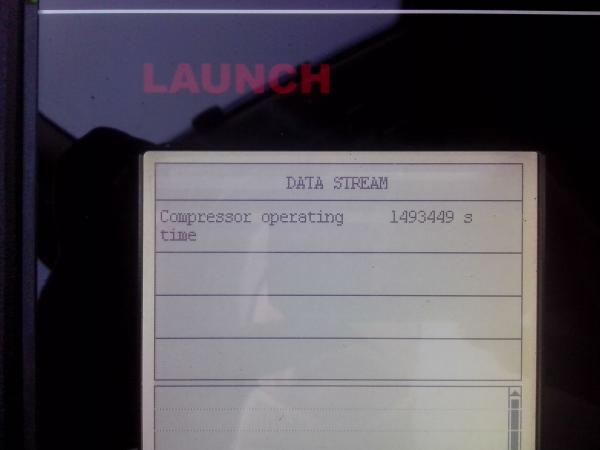 LAUNCH
DATA STREAM
Compressor operating 1493449 s
time